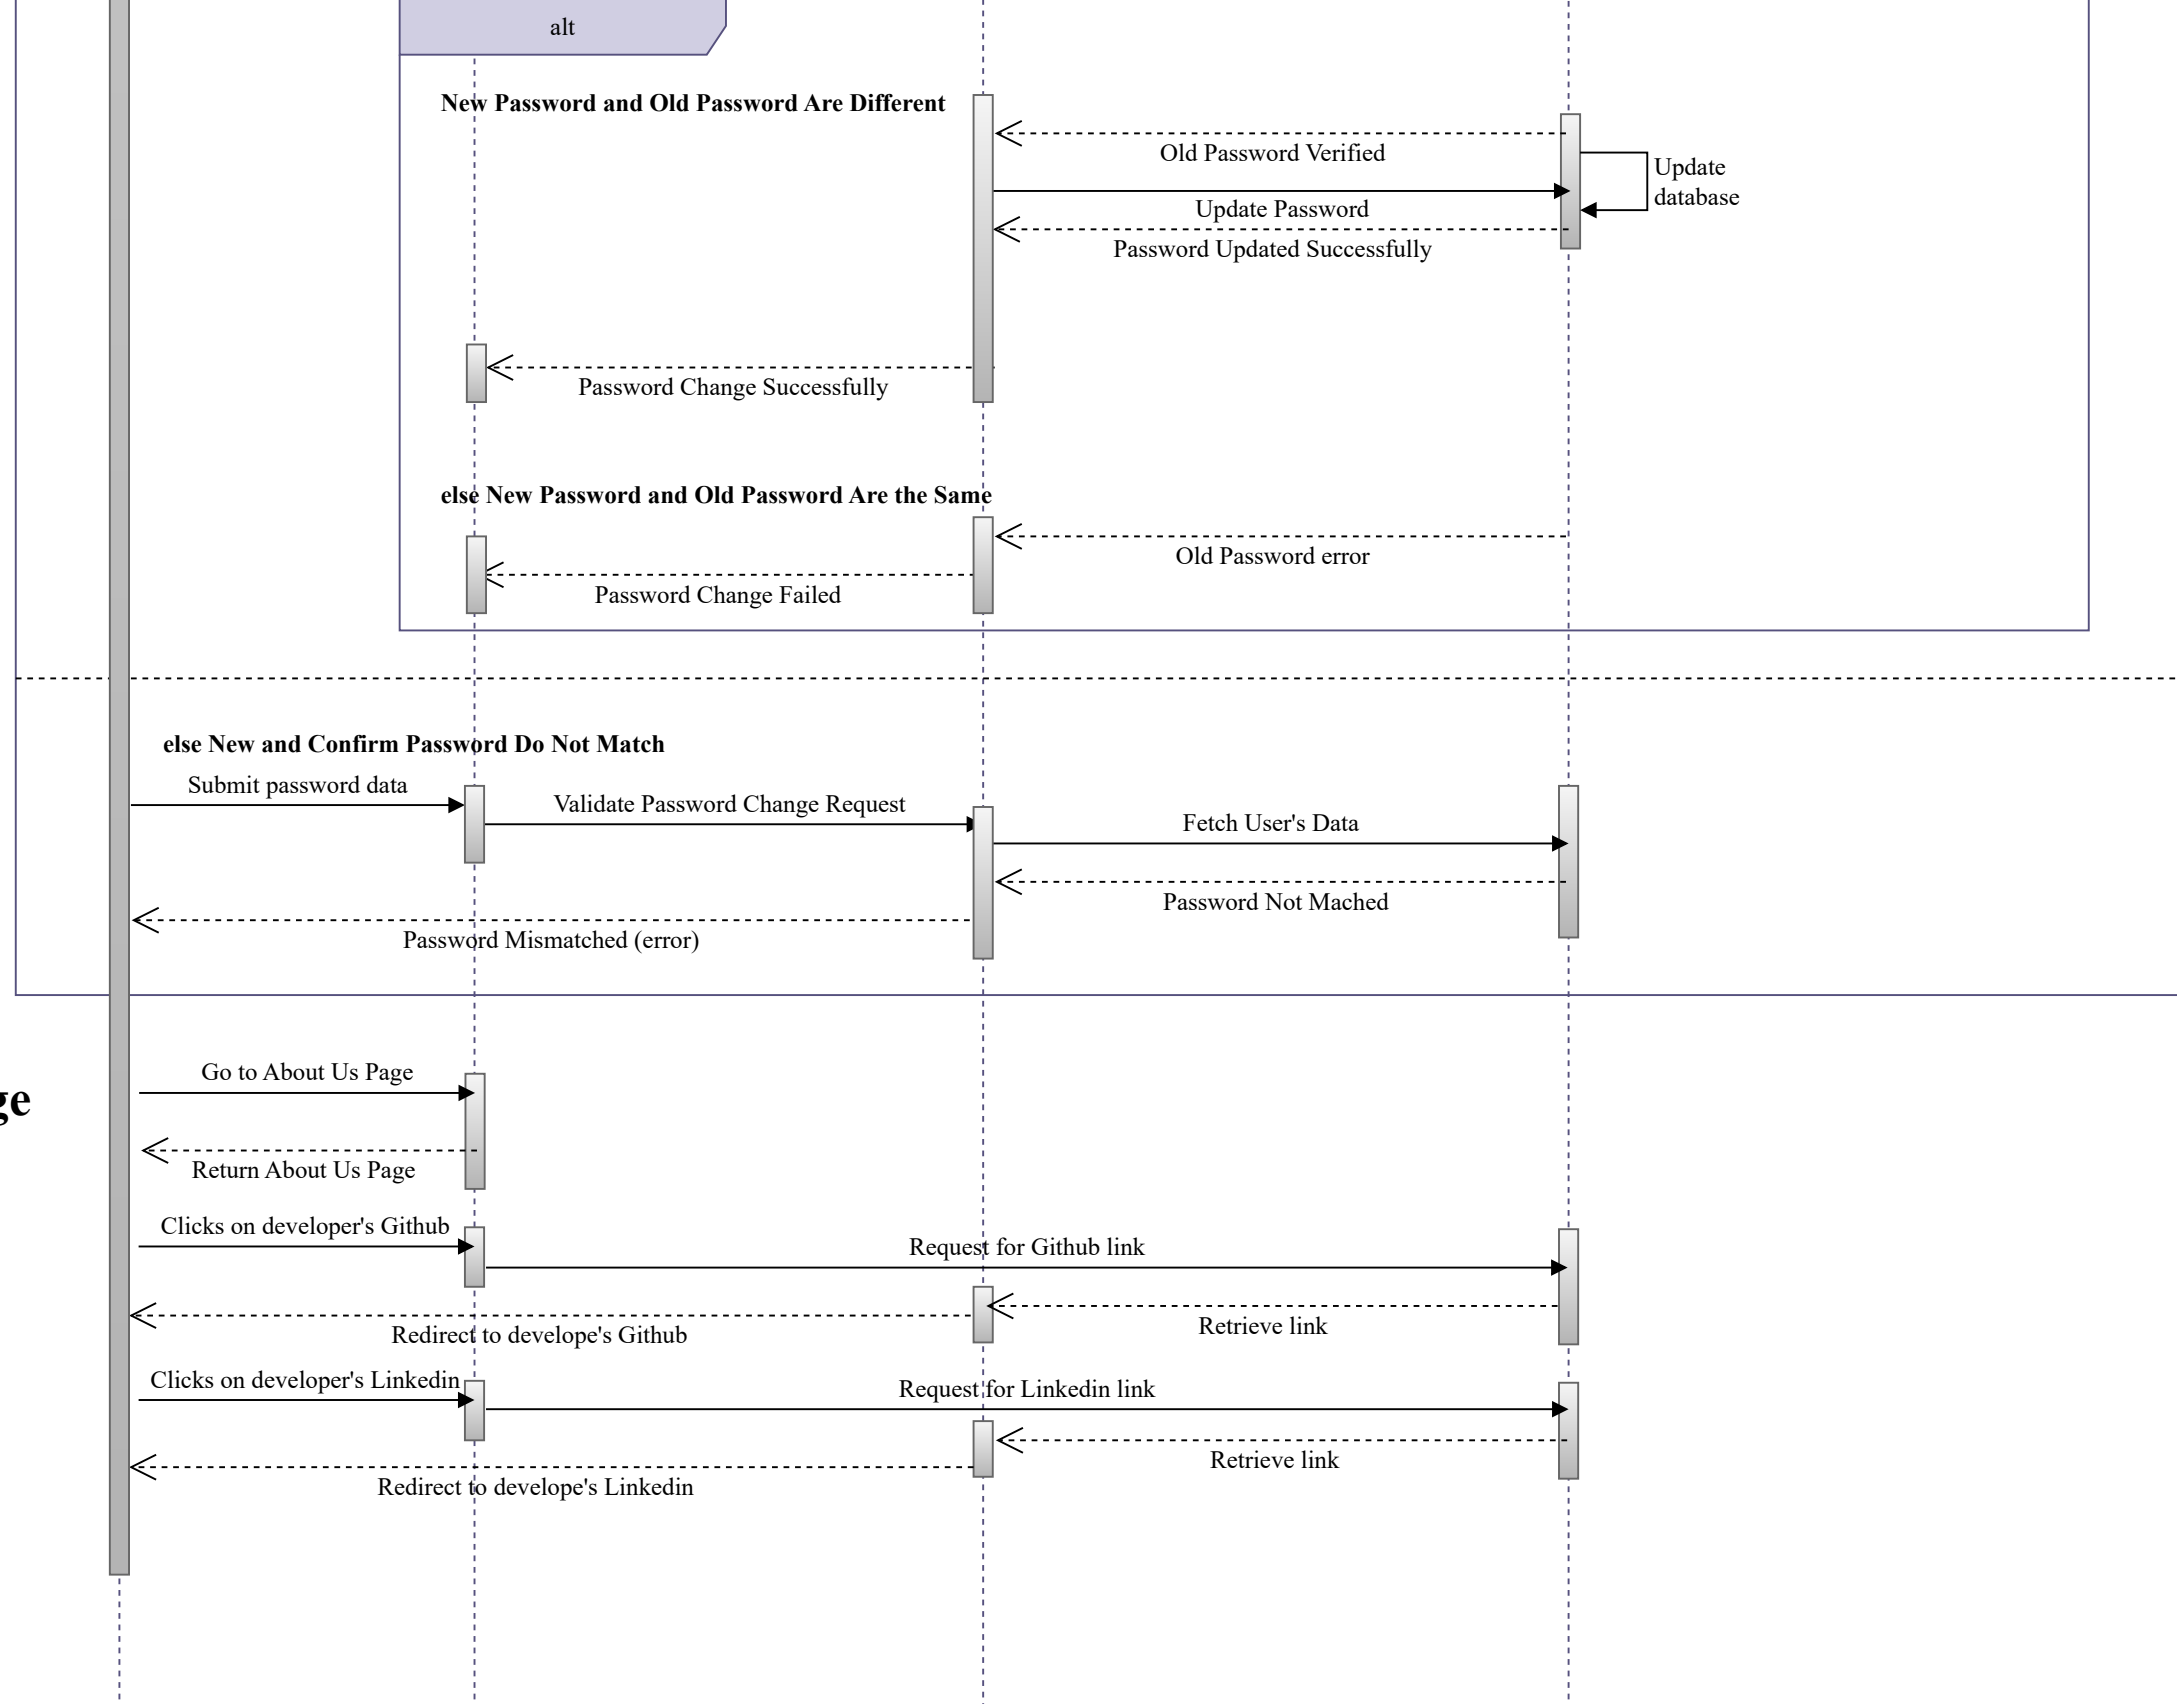 alt
New Password and Old Password Are Different
Old Password Verified
Update
database
Update Password
Password Updated Successfully
Password Change Successfully
else New Password and Old Password Are the Same
Old Password error
Password Change Failed
else New and Confirm Password Do Not Match
Submit password data
Validate Password Change Request
Fetch User's Data
Password Not Mached
Password Mismatched (error)
Go to About Us Page
ge
Return About Us Page
Clicks on developer's Github
Request for Github link
Retrieve link
Redirect to develope's Github
Clicks on developer's Linkedin
Request for Linkedin link
Retrieve link
Redirect to develope's Linkedin